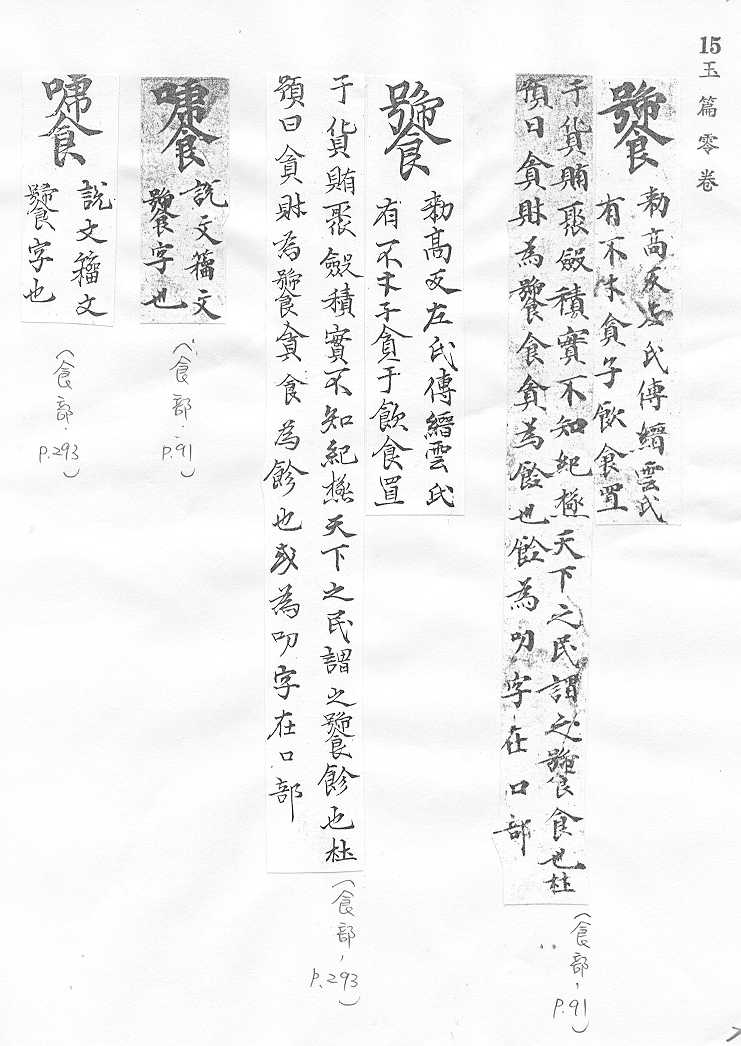 15玉篇零卷
饕
勑高反左氏傳縉雲氏
有不才子貪于飲食冒
于貨賄聚斂積實不知紀極天下之民謂之饕食也杜
預曰貪財為饕食貪為餘也餘為叨字在口部
(食部,P.91)
饕
勑高反左氏傳縉雲氏
有不才子貪于飲食冒
于貨賄聚斂積實不知紀極天下之民謂之饕飻也杜
預曰貪財為饕貪食為飻也或為叨字在口部
(食部,P.293)
說文籀文
饕字也
(食部,P.91)
說文籀文
饕字也
(食部,P.293)